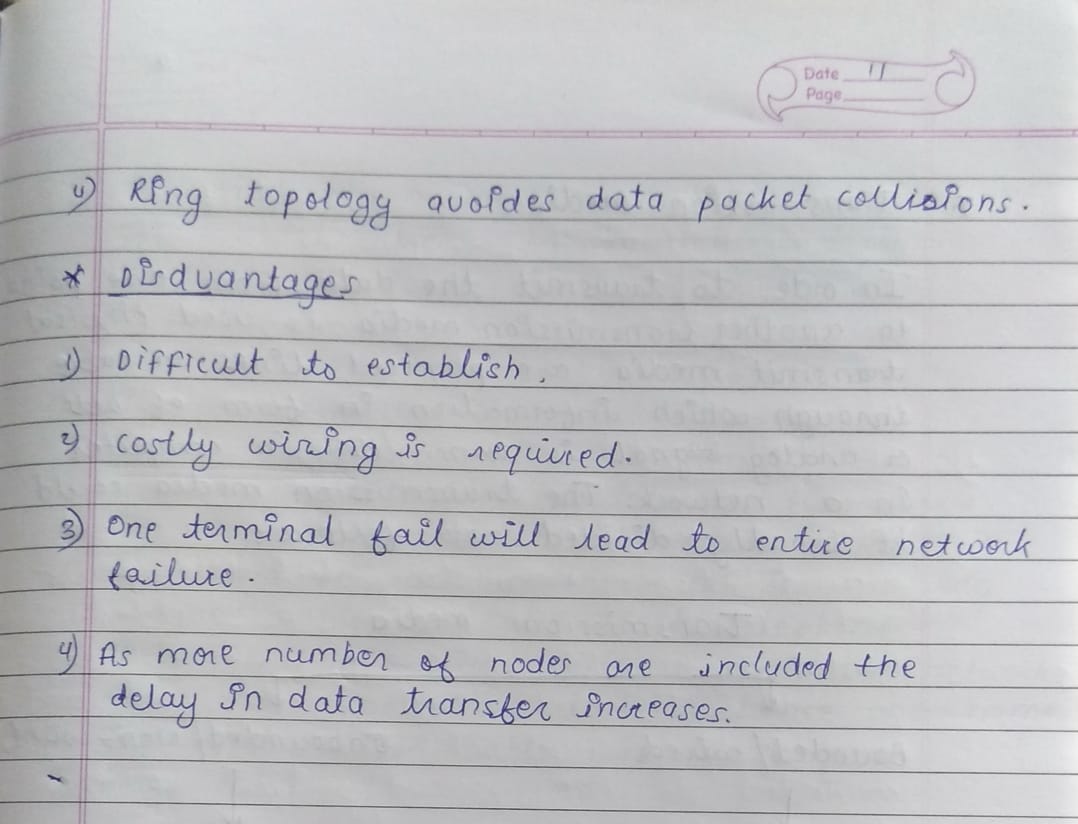 Date 11
Page
4) Ring topology avoides data packet collisions.
* Disdvantages
1) Difficult to establish.
2) costly wiring is required.
3) One terminal fail will lead to entire network
failure.
4) As more number of nodes are included the
delay in data transfer increases.